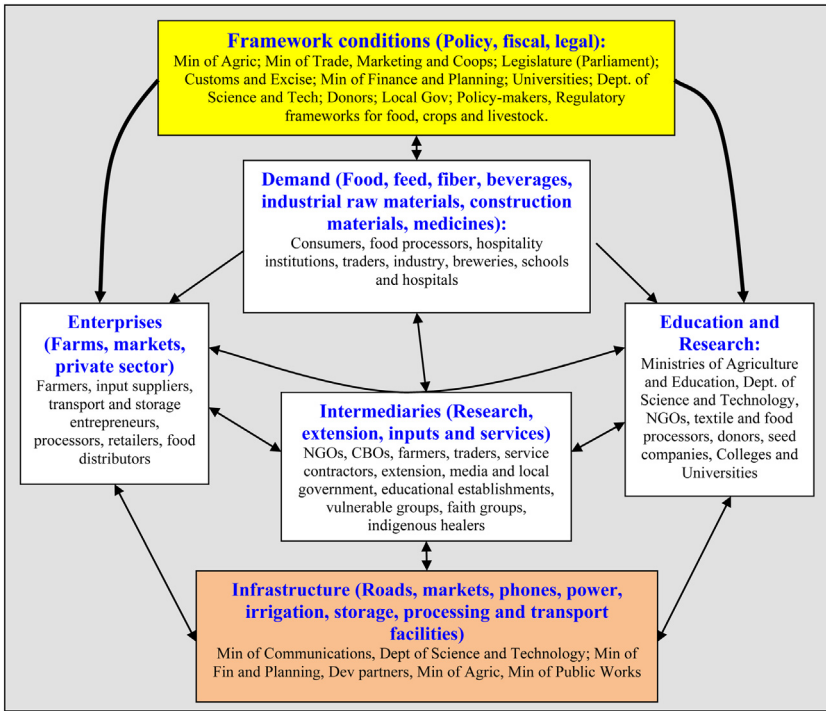 Framework conditions (Policy, fiscal, legal):
Min of Agric; Min of Trade, Marketing and Coops; Legislature (Parliament);
Customs and Excise; Min of Finance and Planning; Universities; Dept. of
Science and Tech; Donors; Local Gov; Policy-makers, Regulatory
frameworks for food, crops and livestock.
Demand (Food, feed, fiber, beverages,
industrial raw materials, construction
materials, medicines):
Consumers, food processors, hospitality
institutions, traders, industry, breweries, schools
and hospitals
Enterprises
(Farms, markets,
private sector)
Farmers, input suppliers,
transport and storage
entrepreneurs,
processors, retailers, food
distributors
Education and
Research:
Ministries of Agriculture
and Education, Dept. of
Science and Technology,
NGOs, textile and food
processors, donors, seed
companies, Colleges and
Universities
Intermediaries (Research,
extension, inputs and services)
NGOs, CBOs, farmers, traders, service
contractors, extension, media and local
government, educational establishments,
vulnerable groups, faith groups,
indigenous healers
Infrastructure (Roads, markets, phones, power,
irrigation, storage, processing and transport
facilities)
Min of Communications, Dept of Science and Technology; Min of
Fin and Planning, Dev partners, Min of Agric, Min of Public Works